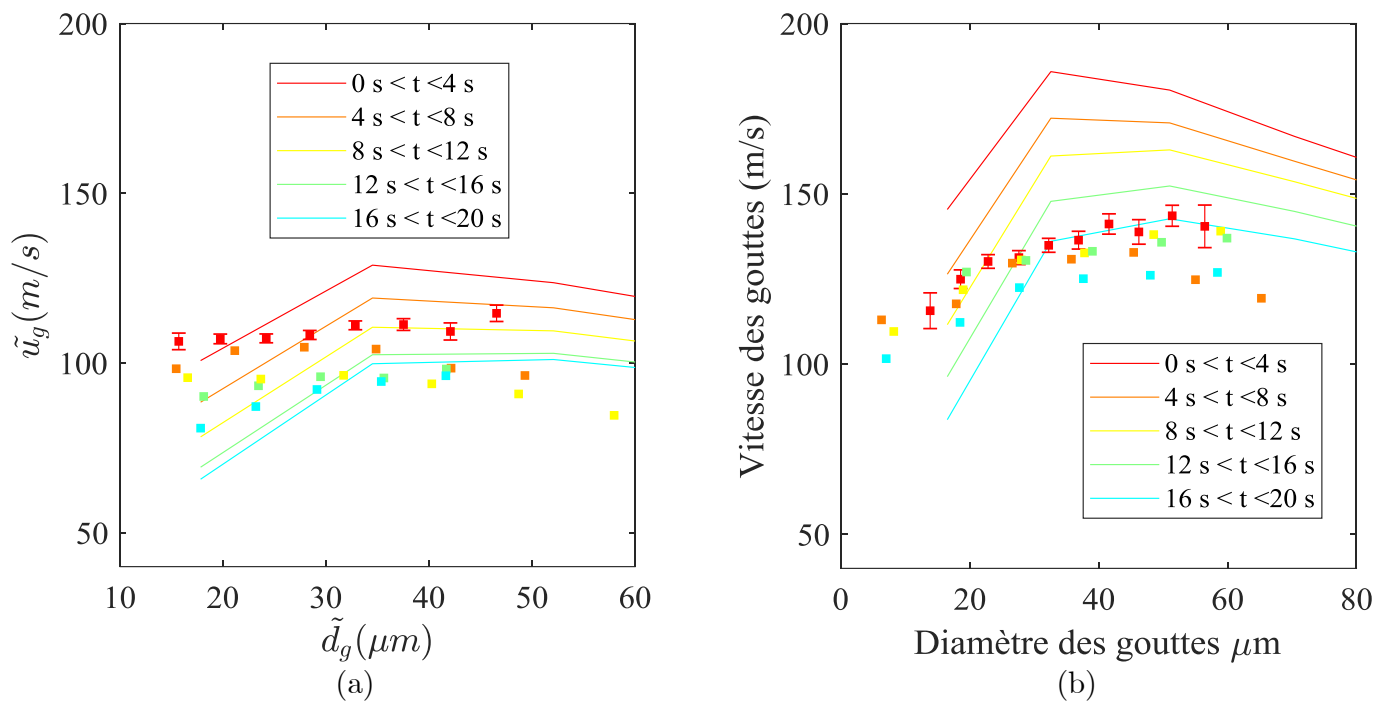 200
150
100
50
10 20 30 40 50 60
ũ_g(m/s)
d̃_g(μm)
0 s < t <4 s
4 s < t <8 s
8 s < t <12 s
12 s < t <16 s
16 s < t <20 s
(a)
200
150
100
50
0 20 40 60 80
Vitesse des gouttes (m/s)
Diamètre des gouttes μm
0 s < t <4 s
4 s < t <8 s
8 s < t <12 s
12 s < t <16 s
16 s < t <20 s
(b)